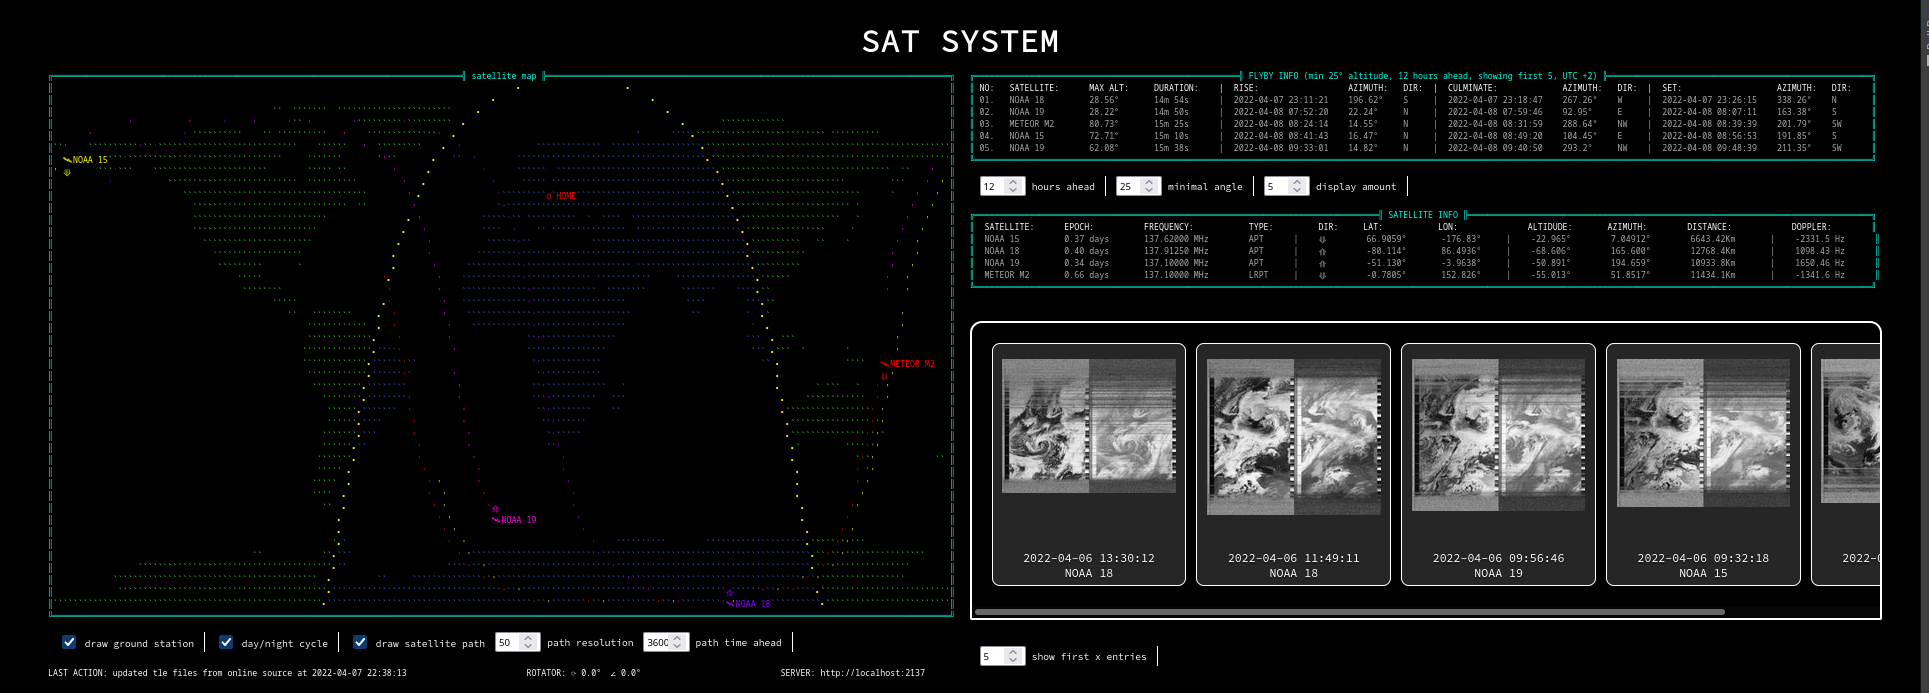 SAT SYSTEM
satellite map
NOAA 15
HOME
METEOR M2
NOAA 19
NOAA 18
draw ground station | day/night cycle | draw satellite path 50 path resolution 3600 path time ahead |
LAST ACTION: updated tle files from online source at 2022-04-07 22:38:13 ROTATOR: 0.0° ∠ 0.0° SERVER: http://localhost:2137
FLYBY INFO (min 25° altitude, 12 hours ahead, showing first 5, UTC +2)
NO: SATELLITE: MAX ALT: DURATION: | RISE: AZIMUTH: DIR: | CULMINATE: AZIMUTH: DIR: | SET: AZIMUTH: DIR:
01. NOAA 18 28.56° 14m 54s | 2022-04-07 23:11:21 196.62° S | 2022-04-07 23:18:47 267.26° W | 2022-04-07 23:26:15 338.26° N
02. NOAA 19 28.22° 14m 50s | 2022-04-08 07:52:20 22.24° N | 2022-04-08 07:59:46 92.95° E | 2022-04-08 08:07:11 163.38° S
03. METEOR M2 80.73° 15m 25s | 2022-04-08 08:24:14 14.55° N | 2022-04-08 08:31:59 288.64° NW | 2022-04-08 08:39:39 201.79° SW
04. NOAA 15 72.71° 15m 10s | 2022-04-08 08:41:43 16.47° N | 2022-04-08 08:49:20 104.45° E | 2022-04-08 08:56:53 191.85° S
05. NOAA 19 62.08° 15m 38s | 2022-04-08 09:33:01 14.82° N | 2022-04-08 09:40:50 293.2° NW | 2022-04-08 09:48:39 211.35° SW
12 hours ahead | 25 minimal angle | 5 display amount |
SATELLITE INFO
SATELLITE: EPOCH: FREQUENCY: TYPE: DIR: LAT: LON: ALTIDUDE: AZIMUTH: DISTANCE: DOPPLER:
NOAA 15 0.37 days 137.62000 MHz APT | 66.9059° -176.83° | -22.965° 7.04912° 6643.42Km | -2331.5 Hz
NOAA 18 0.40 days 137.91250 MHz APT | -80.114° 86.4936° | -68.606° 165.600° 12768.4Km | 1098.43 Hz
NOAA 19 0.34 days 137.10000 MHz APT | -51.130° -3.9638° | -50.891° 194.659° 10933.8Km | 1650.46 Hz
METEOR M2 0.66 days 137.10000 MHz LRPT | -0.7805° 152.826° | -55.013° 51.8517° 11434.1Km | -1341.6 Hz
2022-04-06 13:30:12
NOAA 18
2022-04-06 11:49:11
NOAA 18
2022-04-06 09:56:46
NOAA 19
2022-04-06 09:32:18
NOAA 15
5 show first x entries |